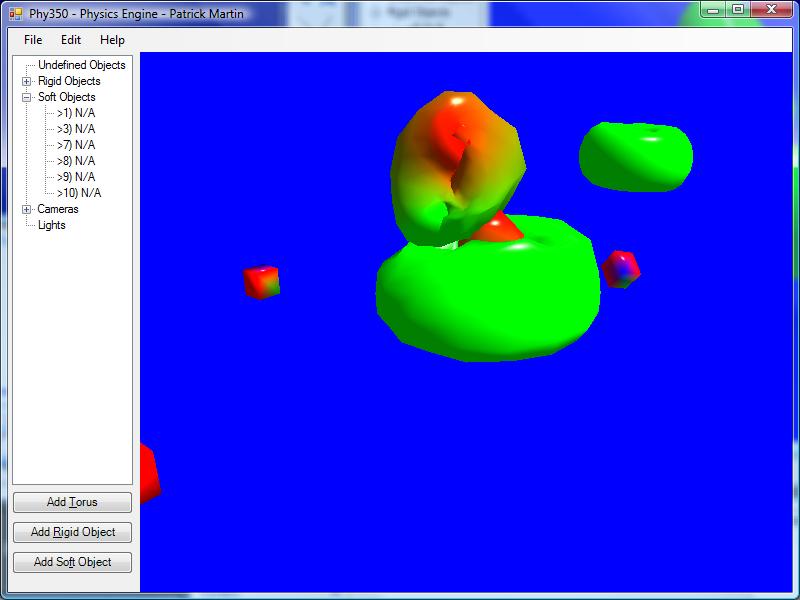 Phy350 - Physics Engine - Patrick Martin
File Edit Help
Undefined Objects
Rigid Objects
Soft Objects
>1) N/A
>3) N/A
>7) N/A
>8) N/A
>9) N/A
>10) N/A
Cameras
Lights
Add Torus
Add Rigid Object
Add Soft Object